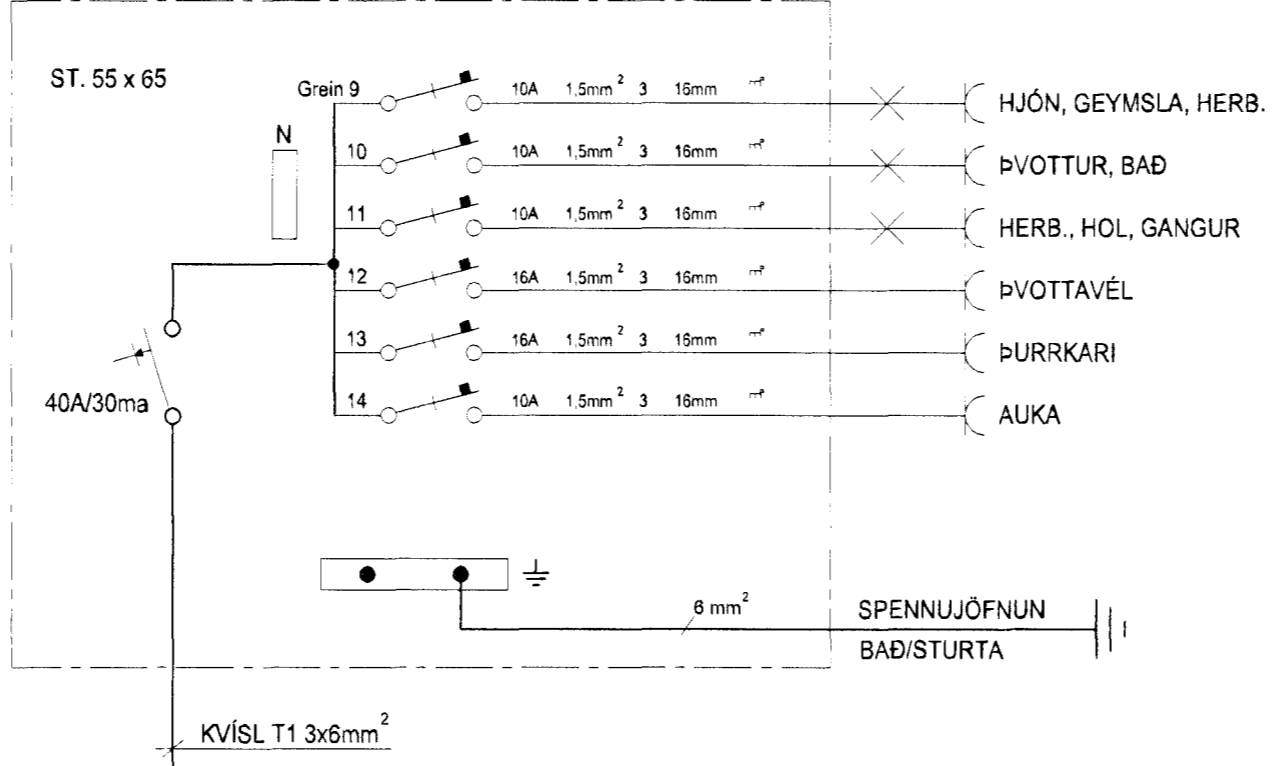 ST. 55 x 65
N
Grein 9 10A 1,5mm² 3 16mm HJÓN, GEYMSLA, HERB.
10 10A 1,5mm² 3 16mm ÞVOTTUR, BAÐ
11 10A 1,5mm² 3 16mm HERB., HOL, GANGUR
12 16A 1,5mm² 3 16mm ÞVOTTAVÉL
13 16A 1,5mm² 3 16mm ÞURRKARI
14 10A 1,5mm² 3 16mm AUKA
40A/30ma
6 mm² SPENNUJÖFNUN
BAÐ/STURTA
KVÍSL T1 3x6mm²